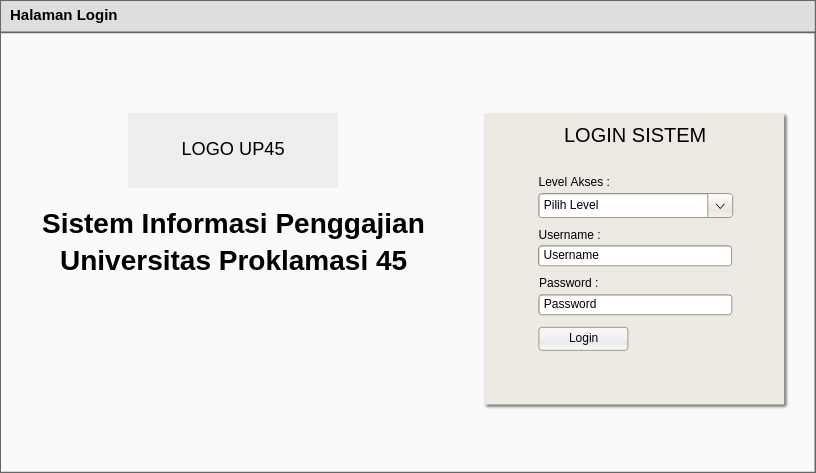 Halaman Login
LOGO UP45
Sistem Informasi Penggajian
Universitas Proklamasi 45
LOGIN SISTEM
Level Akses :
Pilih Level
Username :
Username
Password :
Password
Login